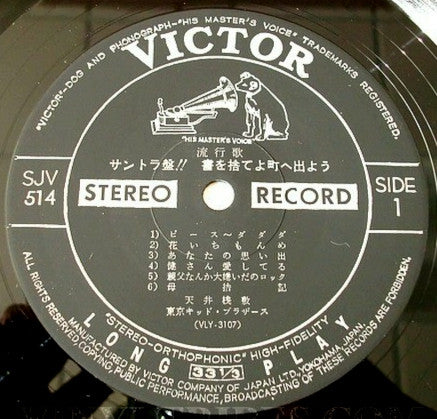 "VICTOR"–DOG AND PHONOGRAPH–"HIS MASTER'S VOICE" TRADEMARKS REGISTERED.
VICTOR
"HIS MASTER'S VOICE"
流行歌
サントラ盤!! 書を捨てよ町へ出よう
SJV
514
STEREO
RECORD
SIDE
1
1) ピース〜ダダダ
2) 花いちもんめ
3) あなたの思い出
4) 健さん愛してる
5) 親父なんか大嫌いだのロック
6) 母捨記
天井桟敷
東京キッド・ブラザース
(VLY-3107)
"STEREO-ORTHOPHONIC" HIGH-FIDELITY
LONG 33 1/3 PLAY
ALL RIGHTS RESERVED.
MANUFACTURED BY VICTOR COMPANY OF JAPAN LTD., YOKOHAMA, JAPAN
COPYING, PUBLIC PERFORMANCE, BROADCASTING OF THESE RECORDS ARE FORBIDDEN.